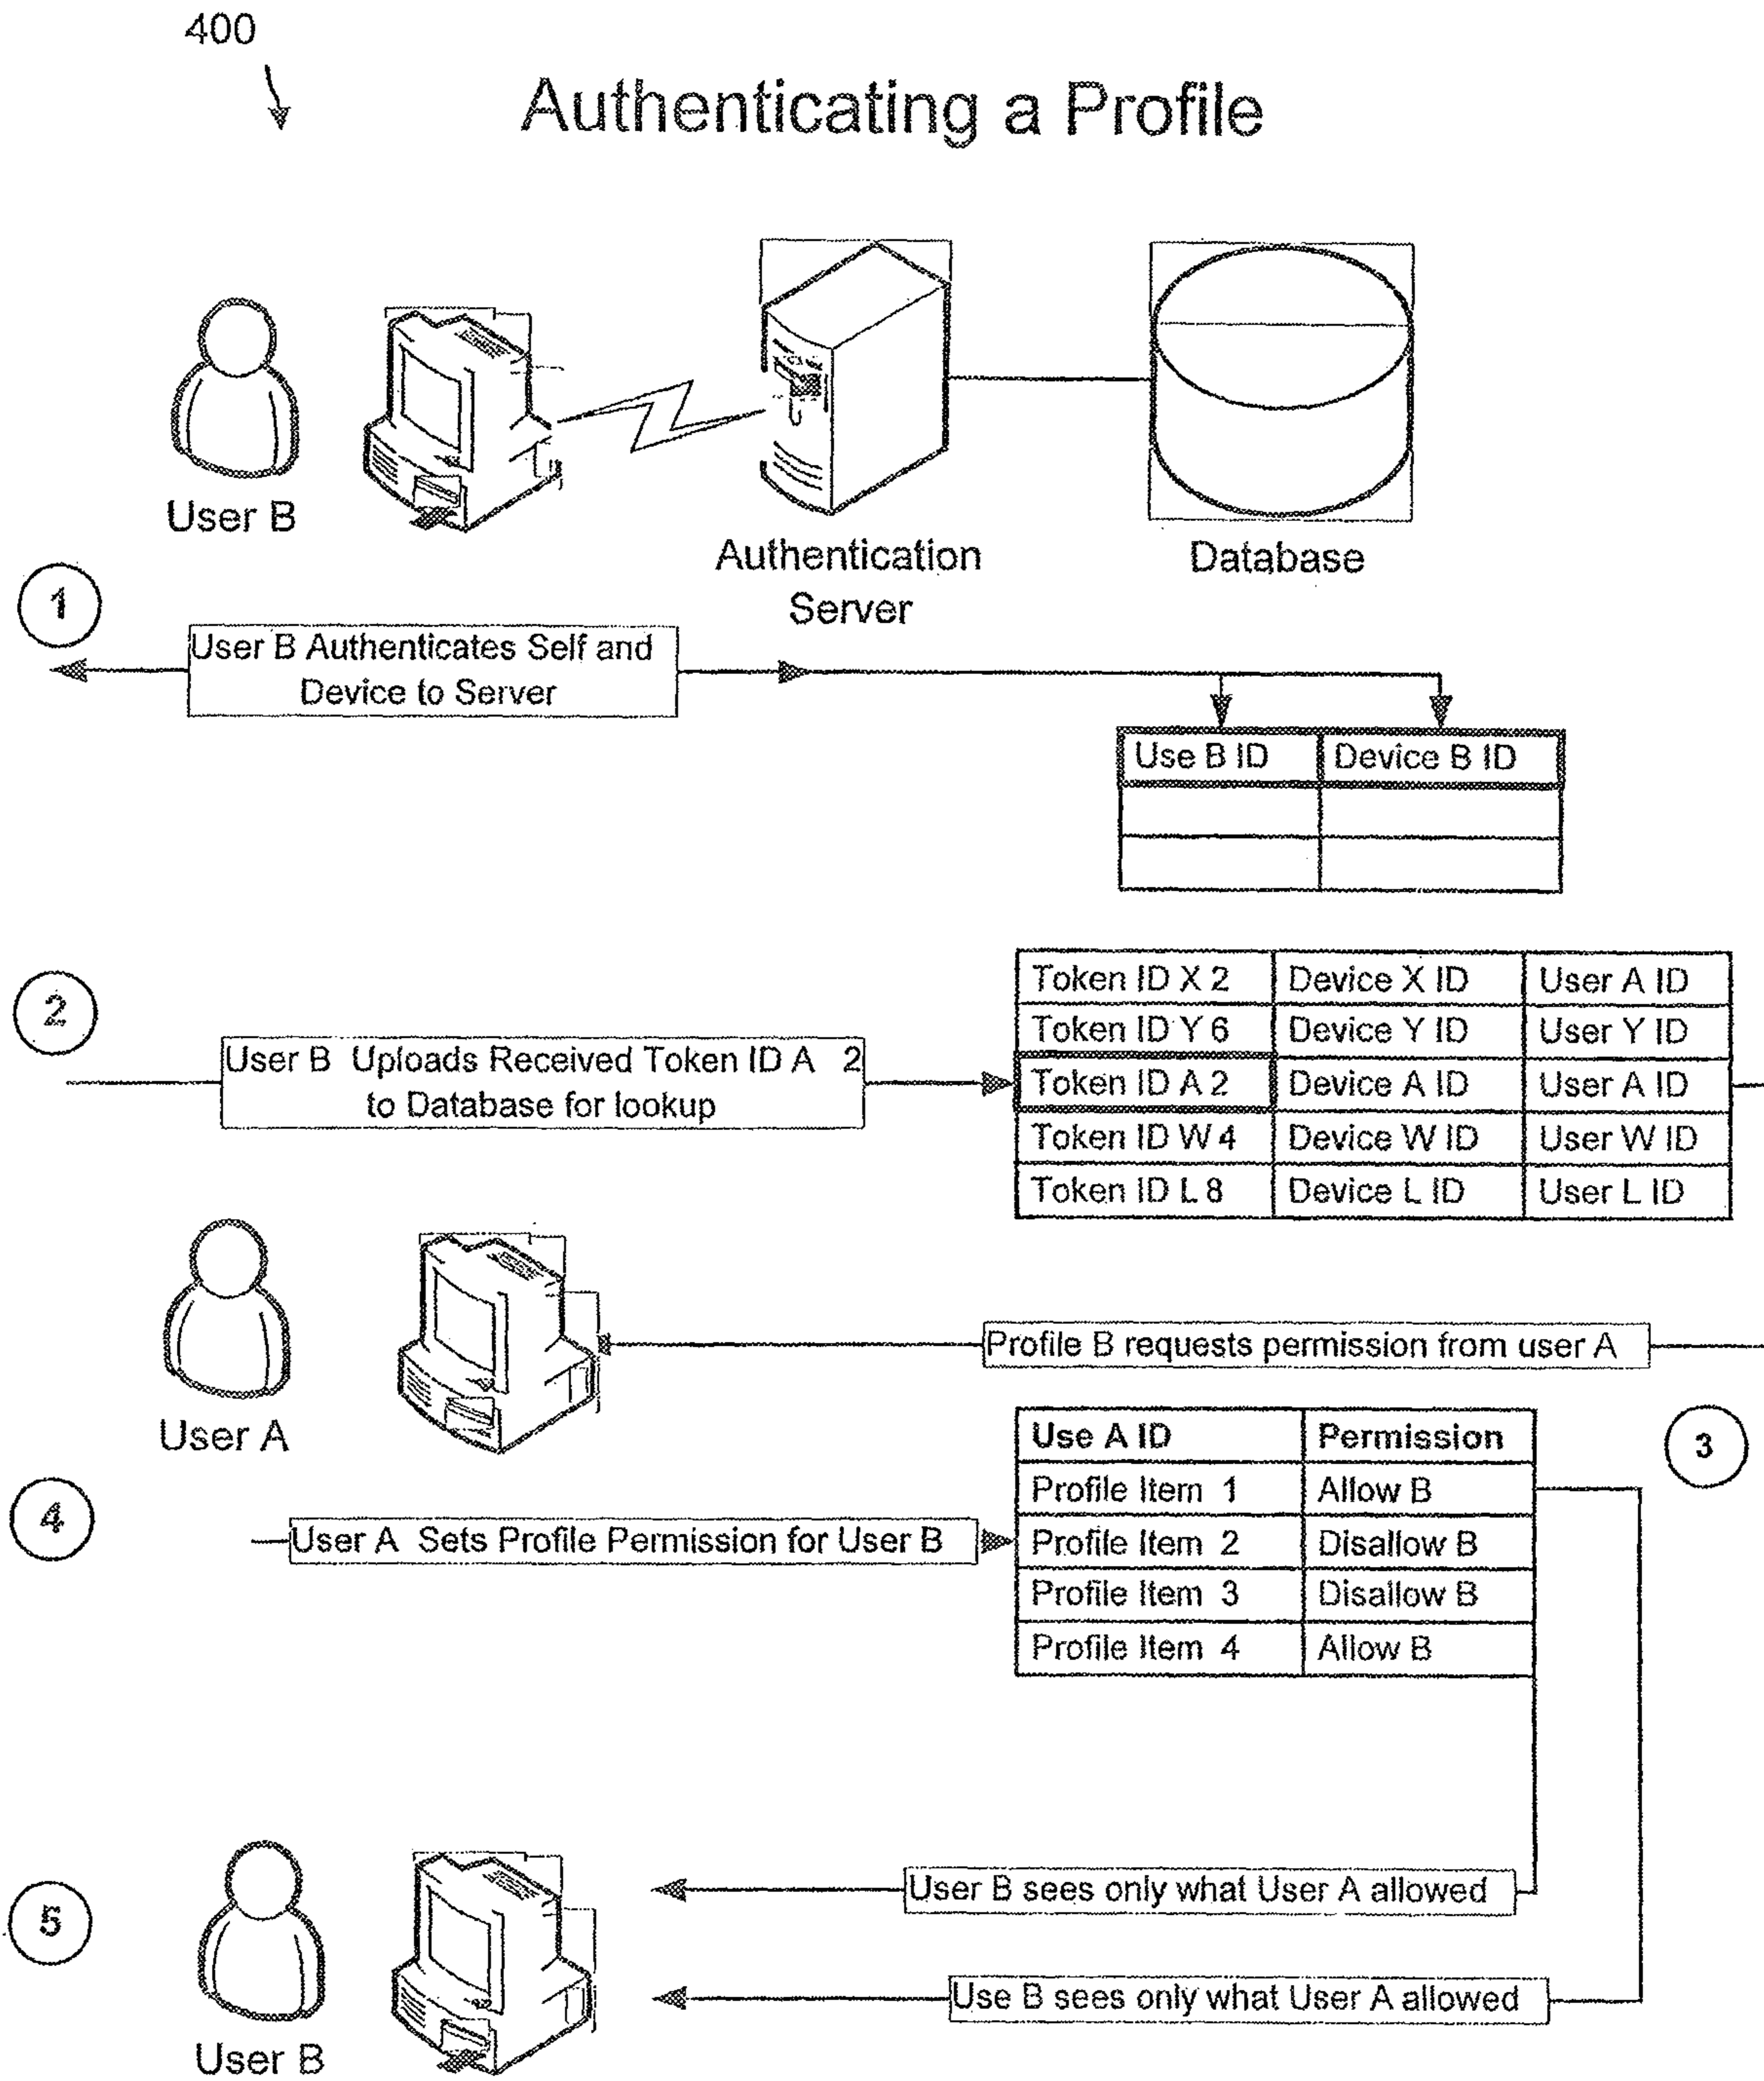 400
Authenticating a Profile
User B
Authentication
Server
Database
1
User B Authenticates Self and
Device to Server
Use B ID Device B ID
2
User B Uploads Received Token ID A 2
to Database for lookup
Token ID X 2 Device X ID User A ID
Token ID Y 6 Device Y ID User Y ID
Token ID A 2 Device A ID User A ID
Token ID W 4 Device W ID User W ID
Token ID L 8 Device L ID User L ID
User A
Profile B requests permission from user A
3
Use A ID Permission
Profile Item 1 Allow B
Profile Item 2 Disallow B
Profile Item 3 Disallow B
Profile Item 4 Allow B
4
User A Sets Profile Permission for User B
5
User B sees only what User A allowed
Use B sees only what User A allowed
User B